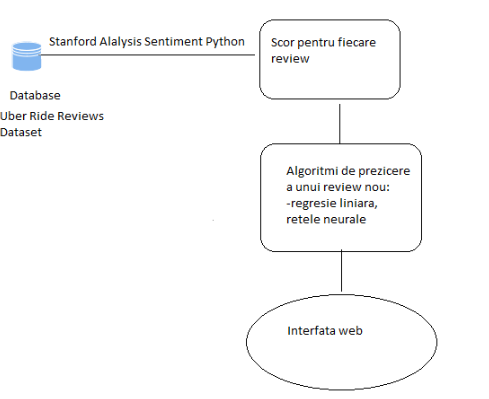 Stanford Alalysis Sentiment Python
Scor pentru fiecare
review
Database
Uber Ride Reviews
Dataset
Algoritmi de prezicere
a unui review nou:
-regresie liniara,
retele neurale
Interfata web